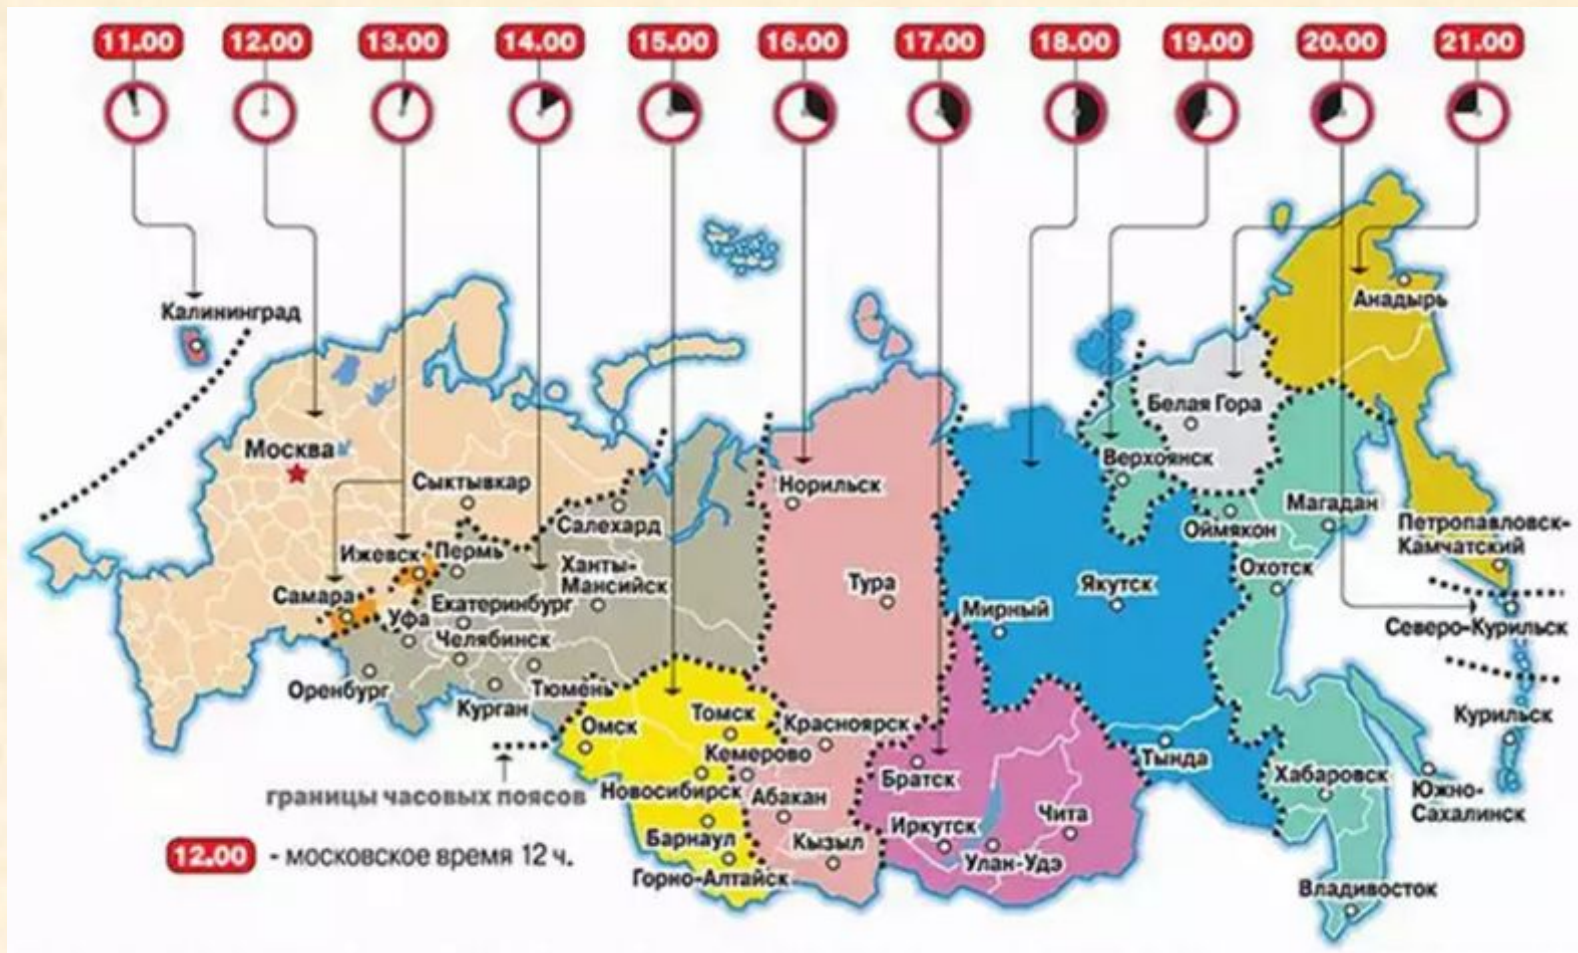 11.00 12.00 13.00 14.00 15.00 16.00 17.00 18.00 19.00 20.00 21.00
Калининград
Анадырь
Белая Гора
Москва
Верхоянск
Сыктывкар
Норильск
Салехард
Магадан
Оймякон
Петропавловск-
Камчатский
Ижевск
Пермь
Ханты-
Мансийск
Охотск
Тура
Якутск
Самара
Екатеринбург
Мирный
Уфа
Северо-Курильск
Челябинск
Оренбург
Тюмень
Курган
Томск
Омск
Красноярск
Курильск
Кемерово
Тында
Братск
Хабаровск
границы часовых поясов
Новосибирск
Абакан
Южно-
Сахалинск
Чита
Иркутск
Барнаул
Кызыл
12.00 - московское время 12 ч.
Улан-Удэ
Горно-Алтайск
Владивосток